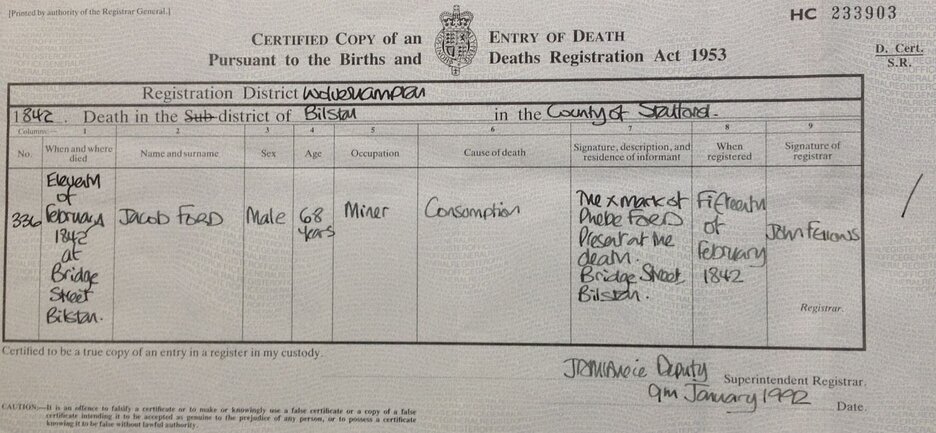 [Printed by authority of the Registrar General.]
HC 233903
CERTIFIED COPY OF AN ENTRY OF DEATH
D. Cert.
S.R.
Pursuant to the Births and Deaths Registration Act 1953
Registration District Wolverhampton
1842. Death in the Sub-district of Bilston in the County of Stafford.
Columns:— 1 2 3 4 5 6 7 8 9
No. When and where died Name and surname Sex Age Occupation Cause of death Signature, description, and residence of informant When registered Signature of registrar
336
Eleventh
of
February
1842
at
Bridge
Street
Bilston.
Jacob Ford
Male
68
years
Miner
Consomption
The x mark of
Phebe Ford
Present at the
death.
Bridge Street
Bilston.
Fifteenth
of
February
1842
John Fellows
Registrar.
Certified to be a true copy of an entry in a register in my custody.
Deputy Superintendent Registrar.
9th January 1992 Date.
CAUTION:—It is an offence to falsify a certificate or to make or knowingly use a false certificate or a copy of a false
certificate intending it to be accepted as genuine to the prejudice of any person, or to possess a certificate
knowing it to be false without lawful authority.